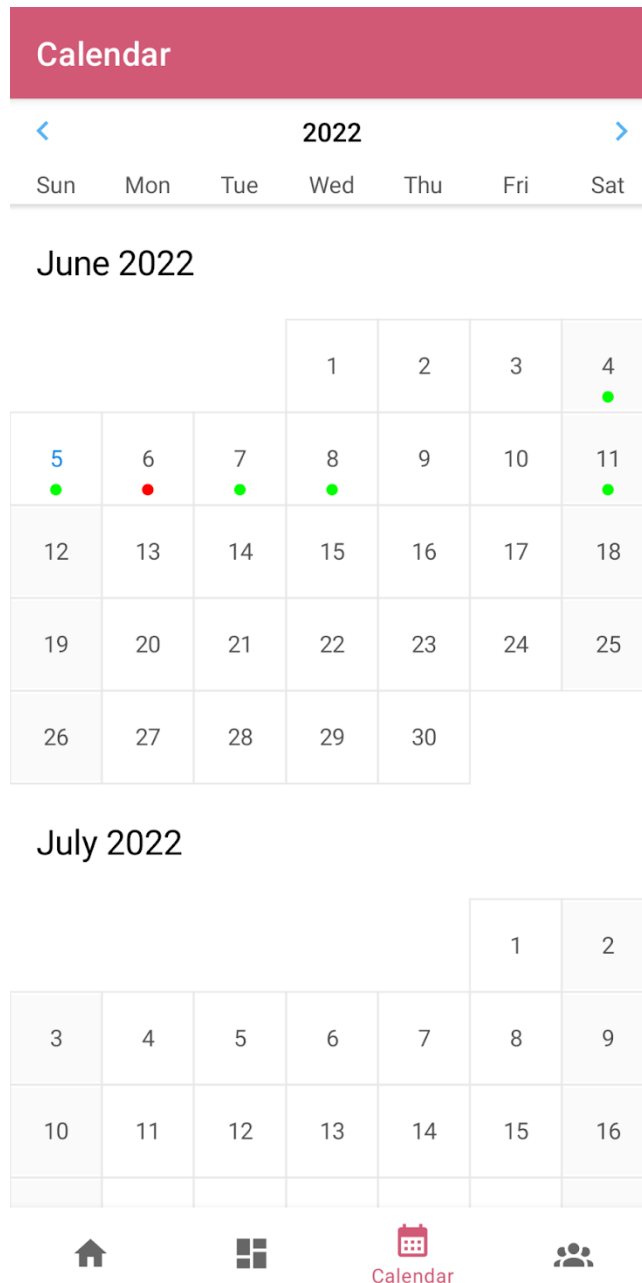 Calendar
2022
Sun Mon Tue Wed Thu Fri Sat
June 2022
1 2 3 4
5 6 7 8 9 10 11
12 13 14 15 16 17 18
19 20 21 22 23 24 25
26 27 28 29 30
July 2022
1 2
3 4 5 6 7 8 9
10 11 12 13 14 15 16
Calendar